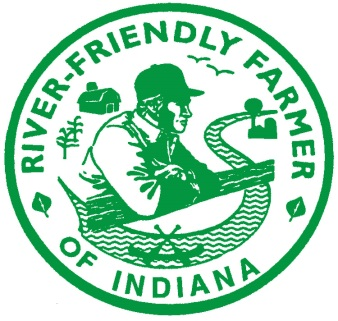 RIVER-FRIENDLY FARMER
OF INDIANA